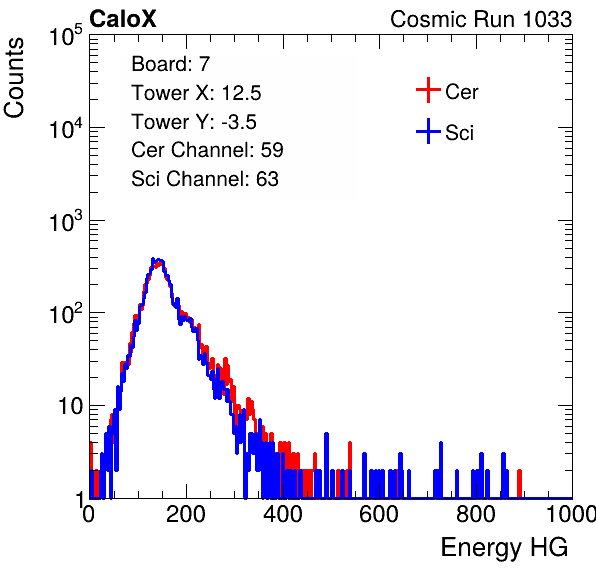 CaloX Cosmic Run 1033
Counts
Board: 7
Tower X: 12.5
Tower Y: -3.5
Cer Channel: 59
Sci Channel: 63
Cer
Sci
10^5
10^4
10^3
10^2
10
1
0 200 400 600 800 1000
Energy HG